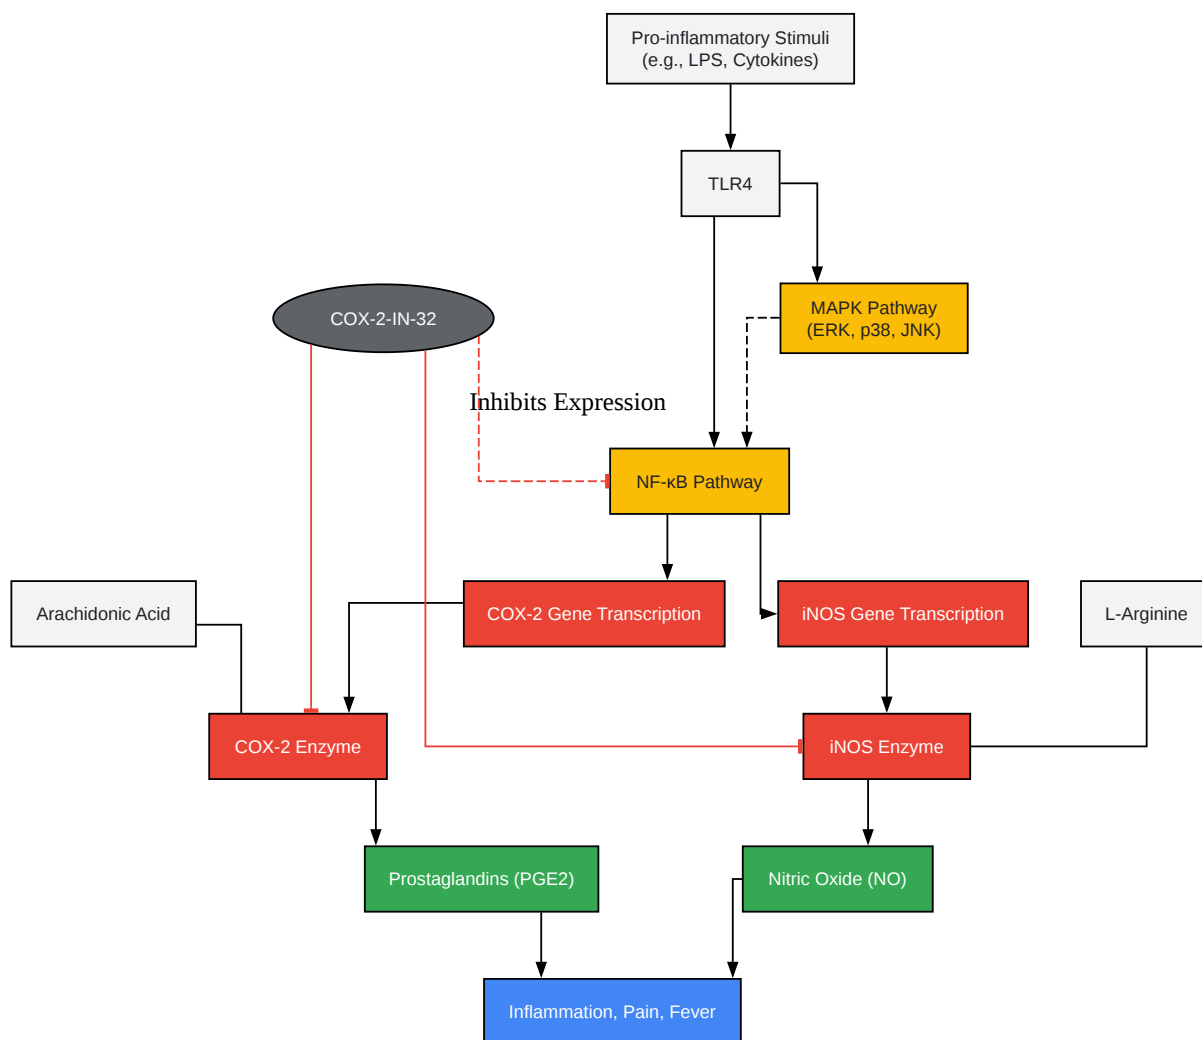 Pro-inflammatory Stimuli
(e.g., LPS, Cytokines)
TLR4
COX-2-IN-32
MAPK Pathway
(ERK, p38, JNK)
Inhibits Expression
NF-κB Pathway
Arachidonic Acid
COX-2 Gene Transcription
iNOS Gene Transcription
L-Arginine
COX-2 Enzyme
iNOS Enzyme
Prostaglandins (PGE2)
Nitric Oxide (NO)
Inflammation, Pain, Fever